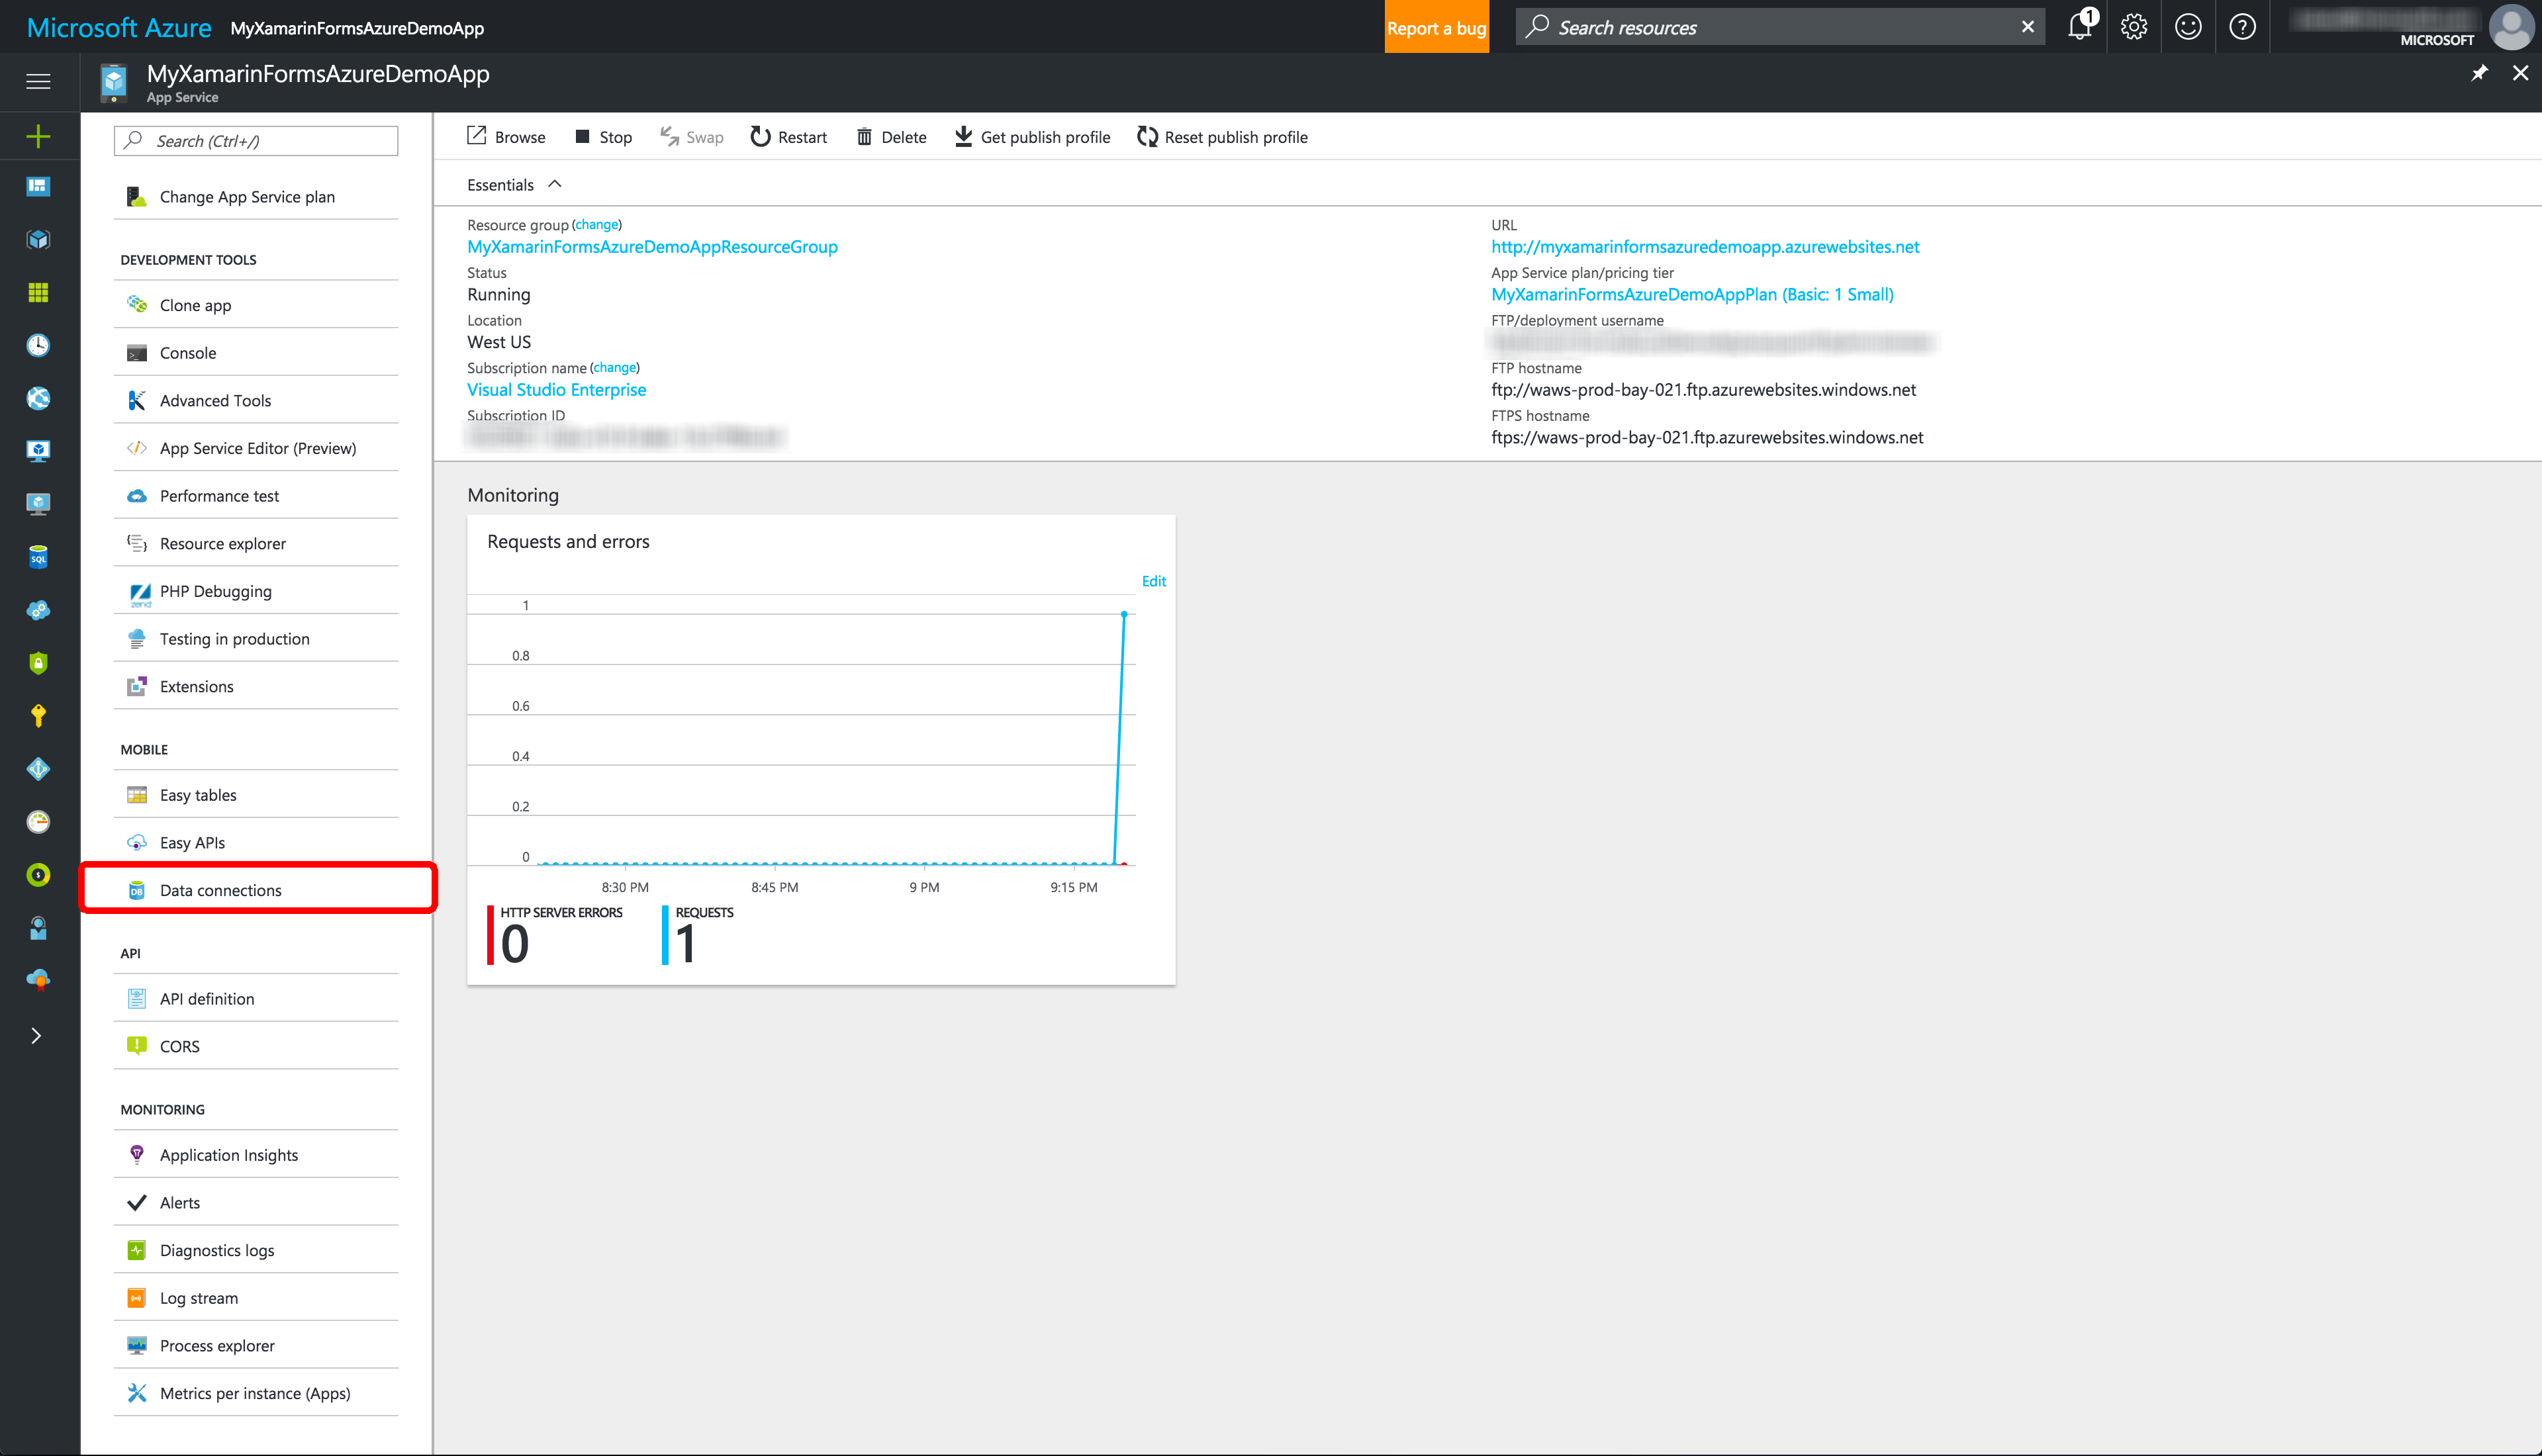 Microsoft Azure MyXamarinFormsAzureDemoApp
Report a bug
Search resources
1
MICROSOFT
MyXamarinFormsAzureDemoApp
App Service
Search (Ctrl+/)
Change App Service plan
DEVELOPMENT TOOLS
Clone app
Console
Advanced Tools
App Service Editor (Preview)
Performance test
Resource explorer
PHP Debugging
Testing in production
Extensions
MOBILE
Easy tables
Easy APIs
Data connections
API
API definition
CORS
MONITORING
Application Insights
Alerts
Diagnostics logs
Log stream
Process explorer
Metrics per instance (Apps)
Browse
Stop
Swap
Restart
Delete
Get publish profile
Reset publish profile
Essentials
Resource group (change)
MyXamarinFormsAzureDemoAppResourceGroup
Status
Running
Location
West US
Subscription name (change)
Visual Studio Enterprise
Subscription ID
URL
http://myxamarinformsazuredemoapp.azurewebsites.net
App Service plan/pricing tier
MyXamarinFormsAzureDemoAppPlan (Basic: 1 Small)
FTP/deployment username
FTP hostname
ftp://waws-prod-bay-021.ftp.azurewebsites.windows.net
FTPS hostname
ftps://waws-prod-bay-021.ftp.azurewebsites.windows.net
Monitoring
Requests and errors
Edit
1
0.8
0.6
0.4
0.2
0
8:30 PM
8:45 PM
9 PM
9:15 PM
HTTP SERVER ERRORS
0
REQUESTS
1
SQL
zend
DB